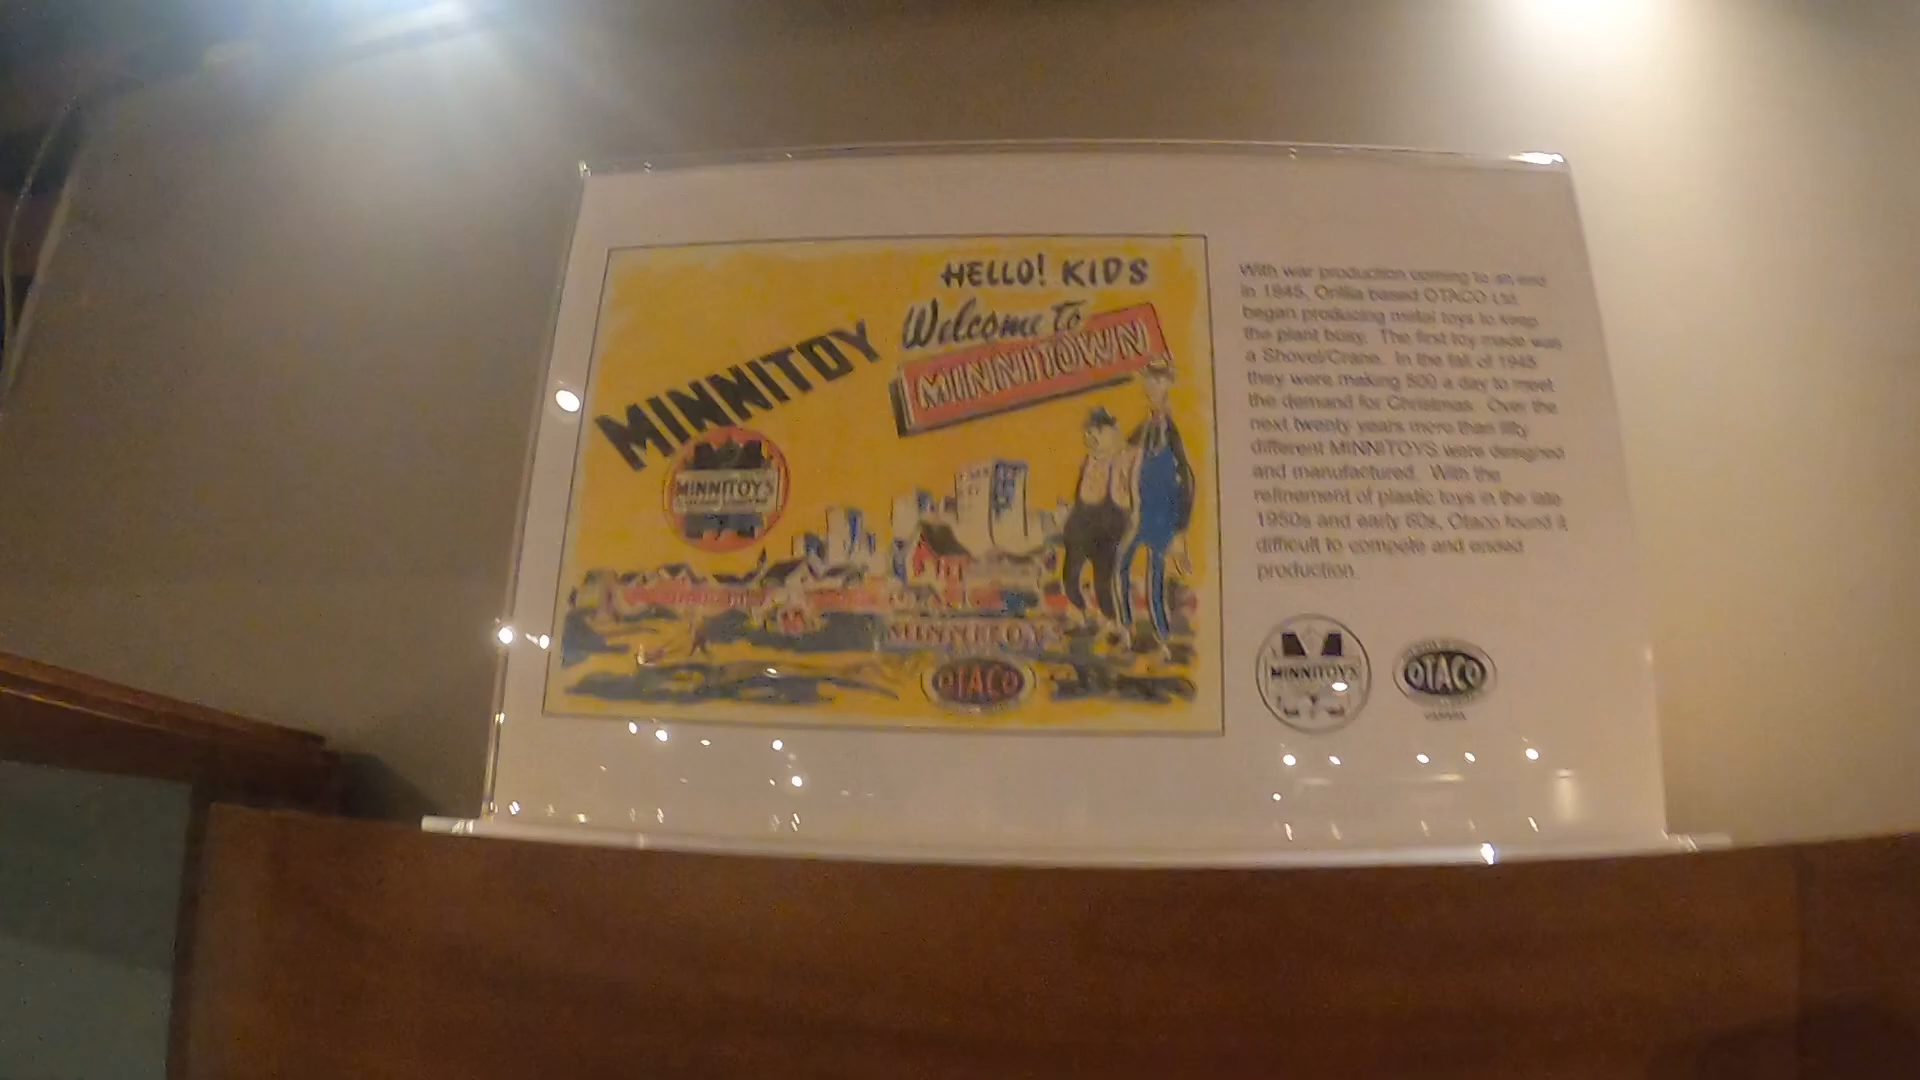 HELLO! KIDS
Welcome To
MINNITOWN
MINNITOY
MINNITOYS
MINNITOYS
OTACO
With war production coming to an end
in 1945, Orillia based OTACO Ltd.
began producing metal toys to keep
the plant busy. The first toy made was
a Shovel/Crane. In the fall of 1945
they were making 500 a day to meet
the demand for Christmas. Over the
next twenty years more than fifty
different MINNITOYS were designed
and manufactured. With the
refinement of plastic toys in the late
1950s and early 60s, Otaco found it
difficult to compete and ended
production.
MINNITOYS
OTACO
CANADA